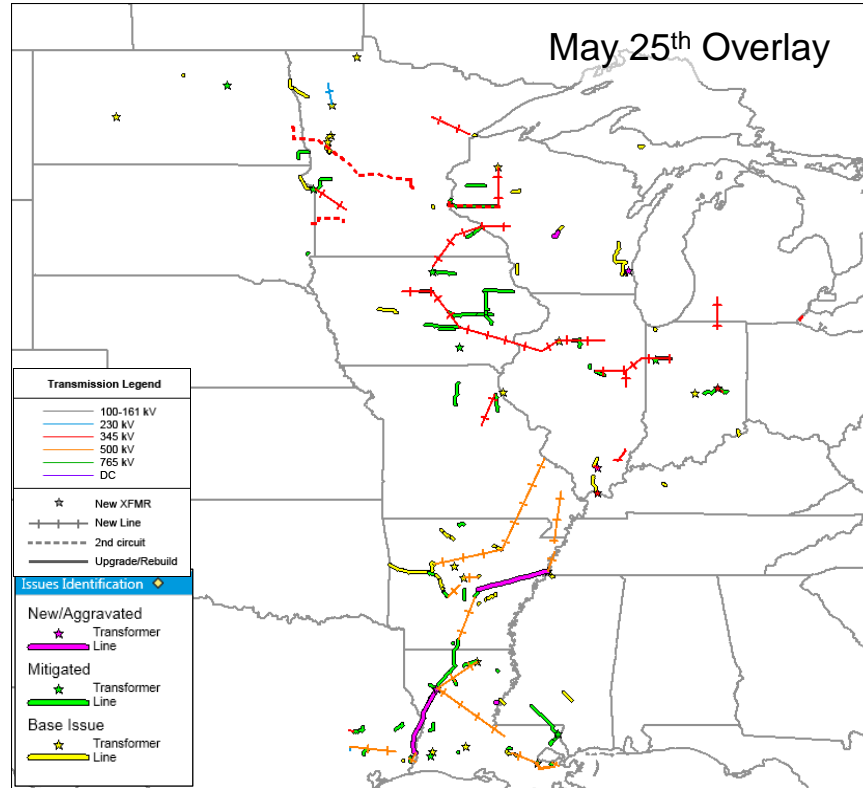 May 25th Overlay
Transmission Legend
100-161 kV
230 kV
345 kV
500 kV
765 kV
DC
New XFMR
New Line
2nd circuit
Upgrade/Rebuild
Issues Identification
New/Aggravated
Transformer
Line
Mitigated
Transformer
Line
Base Issue
Transformer
Line